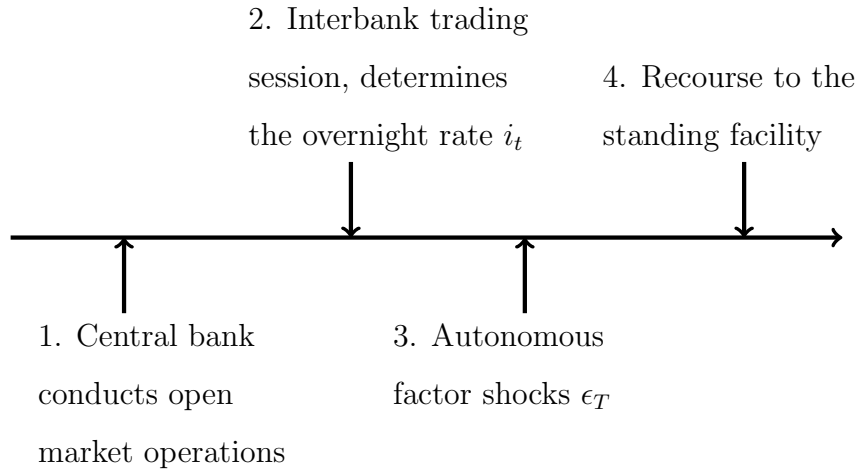 2. Interbank trading
session, determines
the overnight rate i_t
4. Recourse to the
standing facility
1. Central bank
conducts open
market operations
3. Autonomous
factor shocks ϵ_T